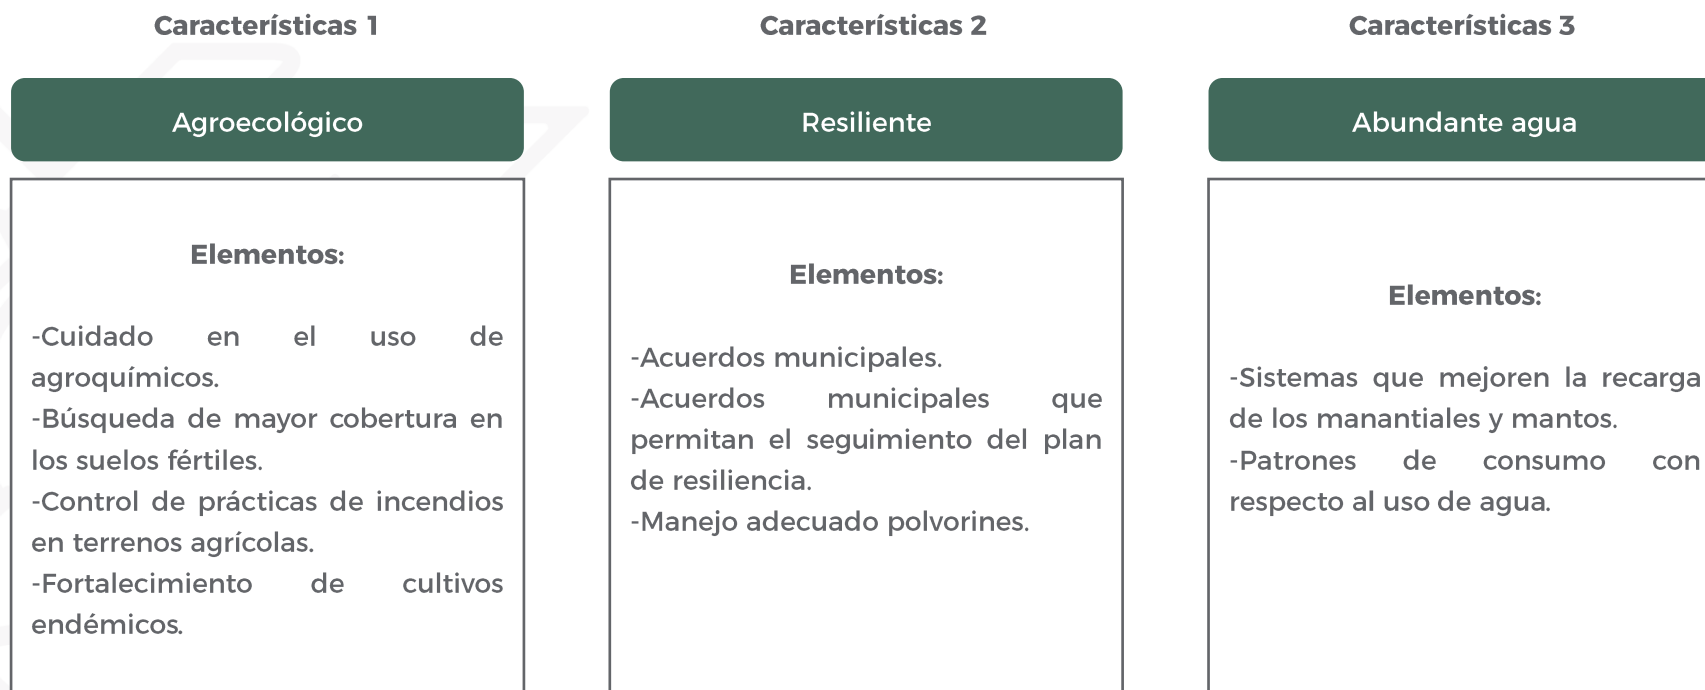 Características 1
Agroecológico
Elementos:
-Cuidado en el uso de
agroquímicos.
-Búsqueda de mayor cobertura en
los suelos fértiles.
-Control de prácticas de incendios
en terrenos agrícolas.
-Fortalecimiento de cultivos
endémicos.
Características 2
Resiliente
Elementos:
-Acuerdos municipales.
-Acuerdos municipales que
permitan el seguimiento del plan
de resiliencia.
-Manejo adecuado polvorines.
Características 3
Abundante agua
Elementos:
-Sistemas que mejoren la recarga
de los manantiales y mantos.
-Patrones de consumo con
respecto al uso de agua.